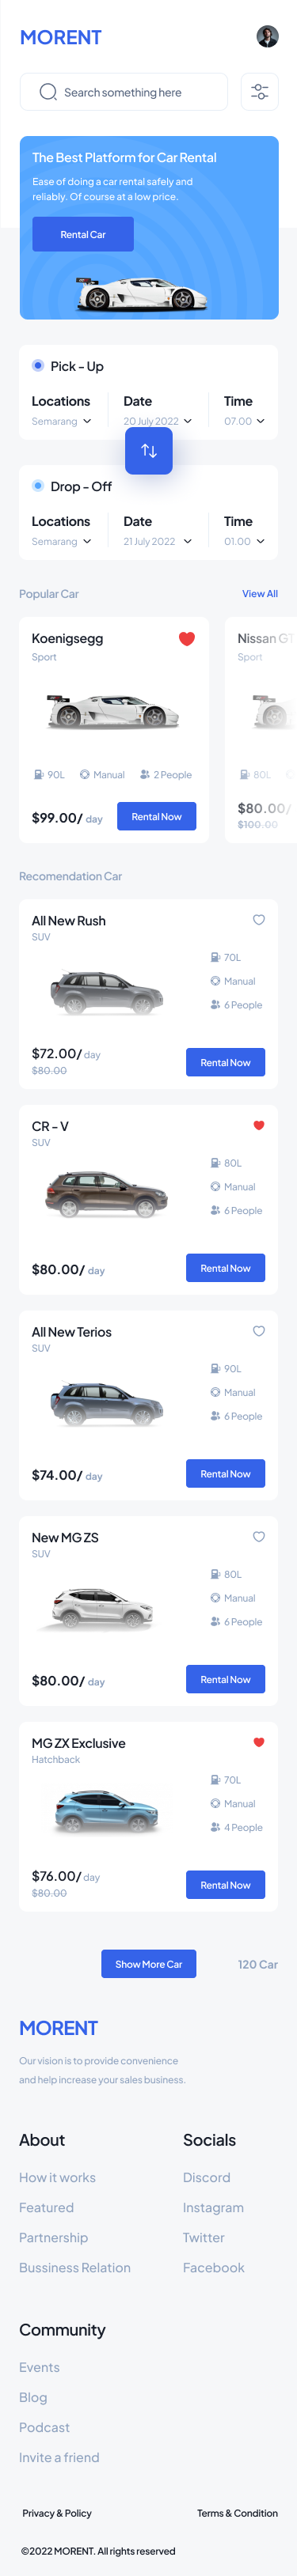 MORENT
Search something here
The Best Platform for Car Rental
Ease of doing a car rental safely and
reliably. Of course at a low price.
Rental Car
Pick - Up
Locations Date Time
Semarang 20 July 2022 07.00
Drop - Off
Locations Date Time
Semarang 21 July 2022 01.00
Popular Car View All
Koenigsegg
Sport
90L Manual 2 People
$99.00/ day Rental Now
Nissan GT
Sport
80L
$80.00/
$100.00
Recomendation Car
All New Rush
SUV
70L
Manual
6 People
$72.00/ day
$80.00
Rental Now
CR - V
SUV
80L
Manual
6 People
$80.00/ day
Rental Now
All New Terios
SUV
90L
Manual
6 People
$74.00/ day
Rental Now
New MG ZS
SUV
80L
Manual
6 People
$80.00/ day
Rental Now
MG ZX Exclusive
Hatchback
70L
Manual
4 People
$76.00/ day
$80.00
Rental Now
Show More Car 120 Car
MORENT
Our vision is to provide convenience
and help increase your sales business.
About
How it works
Featured
Partnership
Bussiness Relation
Socials
Discord
Instagram
Twitter
Facebook
Community
Events
Blog
Podcast
Invite a friend
Privacy & Policy Terms & Condition
©2022 MORENT. All rights reserved